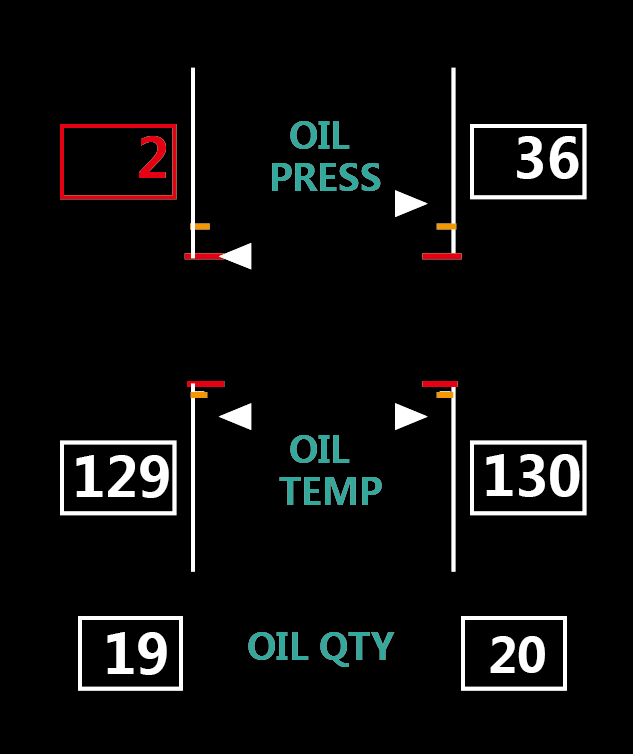 OIL
PRESS
2
36
OIL
TEMP
129
130
19 OIL QTY 20